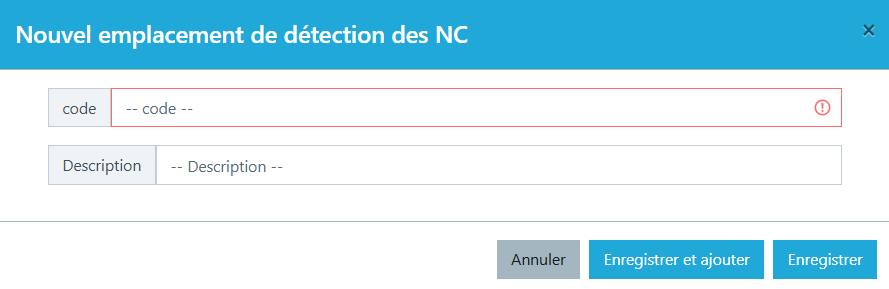 Nouvel emplacement de détection des NC ×
code -- code --
Description -- Description --
Annuler Enregistrer et ajouter Enregistrer